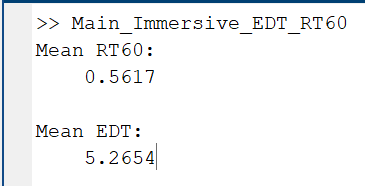 >> Main_Immersive_EDT_RT60
Mean RT60:
0.5617
Mean EDT:
5.2654